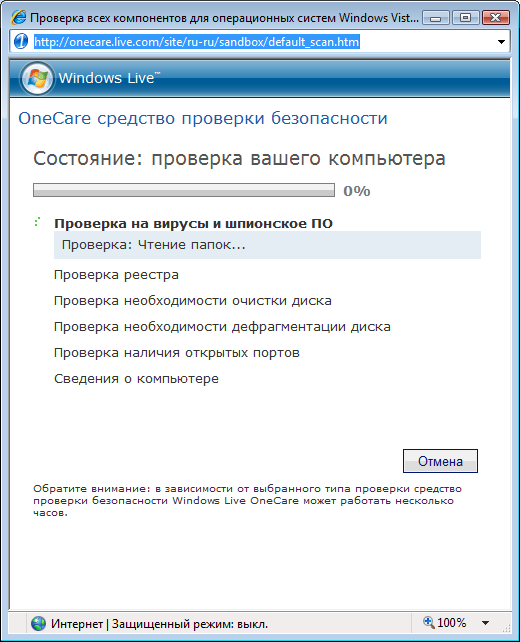 Проверка всех компонентов для операционных систем Windows Vist...
http://onecare.live.com/site/ru-ru/sandbox/default_scan.htm
Windows Live™
OneCare средство проверки безопасности
Состояние: проверка вашего компьютера
0%
Проверка на вирусы и шпионское ПО
Проверка: Чтение папок...
Проверка реестра
Проверка необходимости очистки диска
Проверка необходимости дефрагментации диска
Проверка наличия открытых портов
Сведения о компьютере
Отмена
Обратите внимание: в зависимости от выбранного типа проверки средство
проверки безопасности Windows Live OneCare может работать несколько
часов.
Интернет | Защищенный режим: выкл.
100%